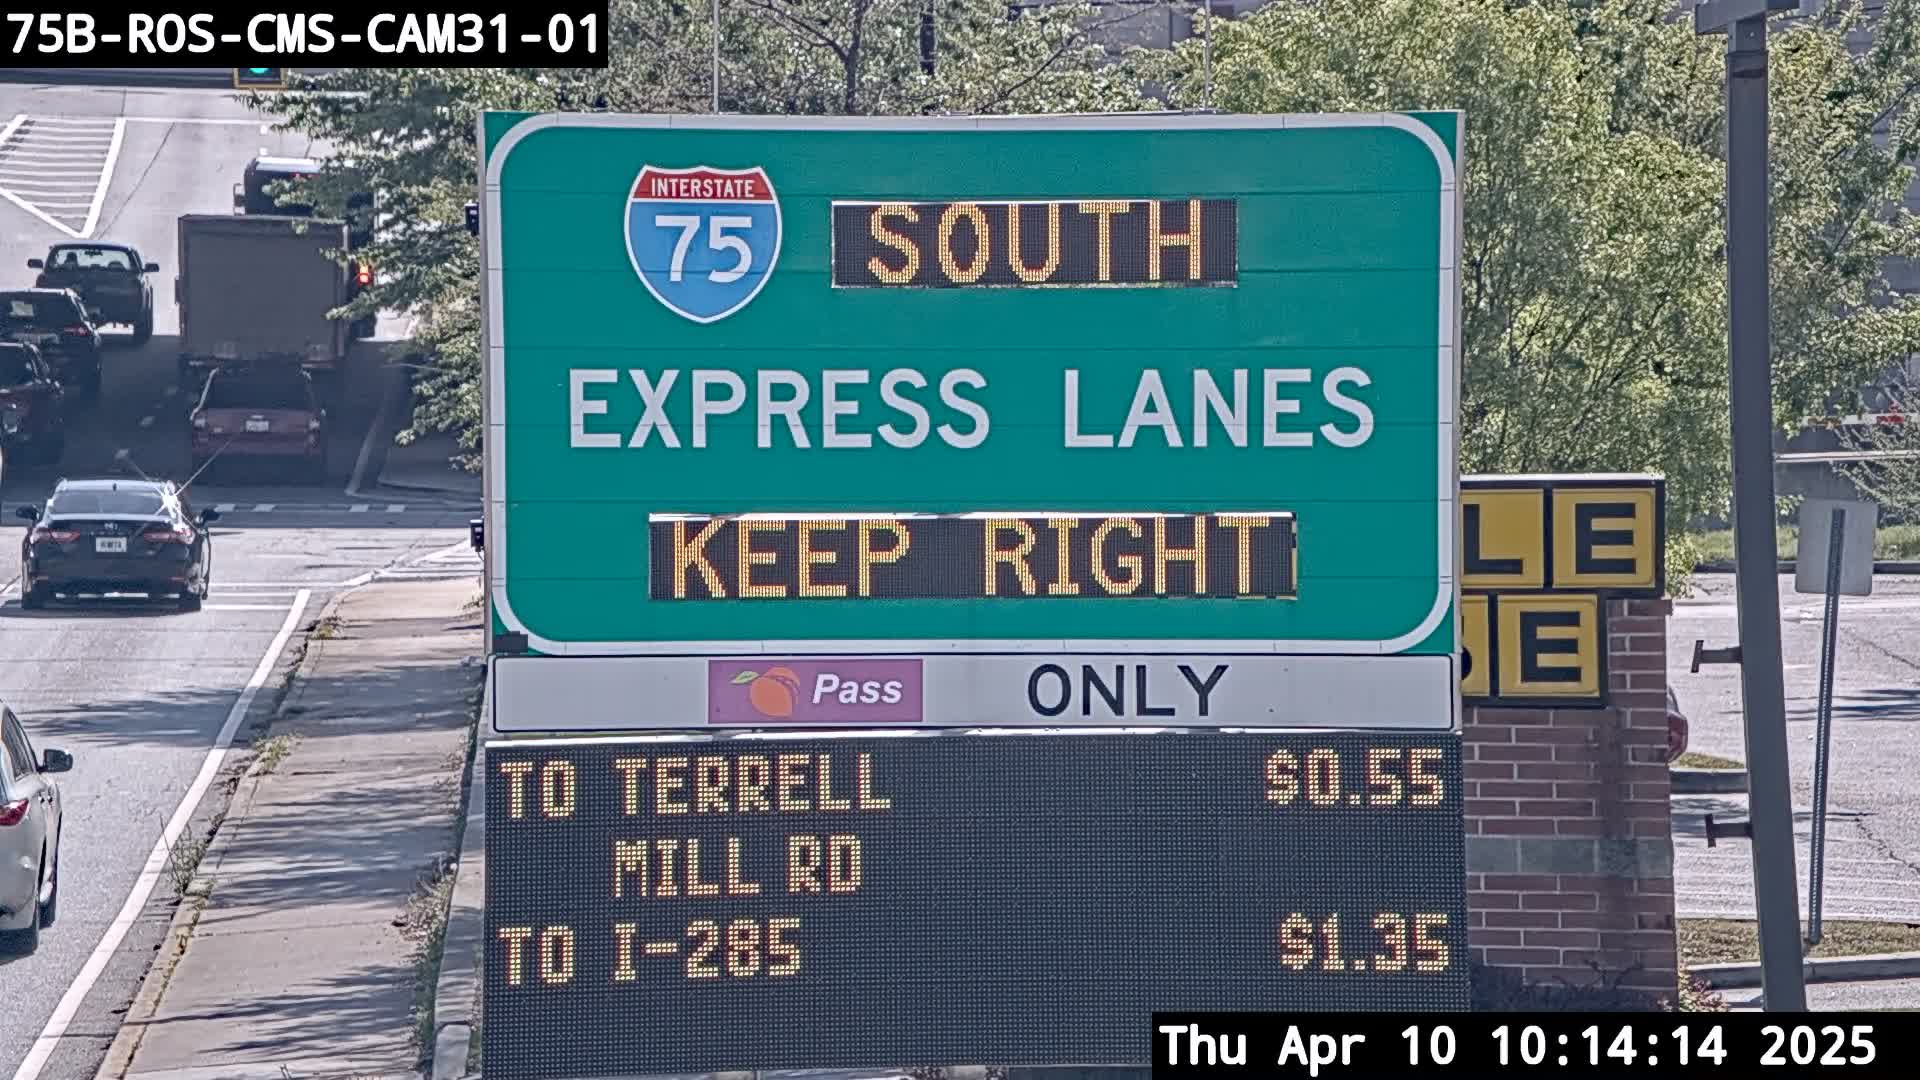 75B-ROS-CMS-CAM31-01
INTERSTATE
75
SOUTH
EXPRESS LANES
KEEP RIGHT
Pass ONLY
TO TERRELL $0.55
MILL RD
TO I-285 $1.35
LE
E
Thu Apr 10 10:14:14 2025